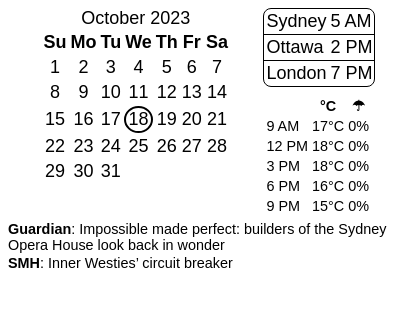 October 2023
Su Mo Tu We Th Fr Sa
1 2 3 4 5 6 7
8 9 10 11 12 13 14
15 16 17 18 19 20 21
22 23 24 25 26 27 28
29 30 31
Sydney 5 AM
Ottawa 2 PM
London 7 PM
°C ☂
9 AM 17°C 0%
12 PM 18°C 0%
3 PM 18°C 0%
6 PM 16°C 0%
9 PM 15°C 0%
Guardian: Impossible made perfect: builders of the Sydney
Opera House look back in wonder
SMH: Inner Westies’ circuit breaker